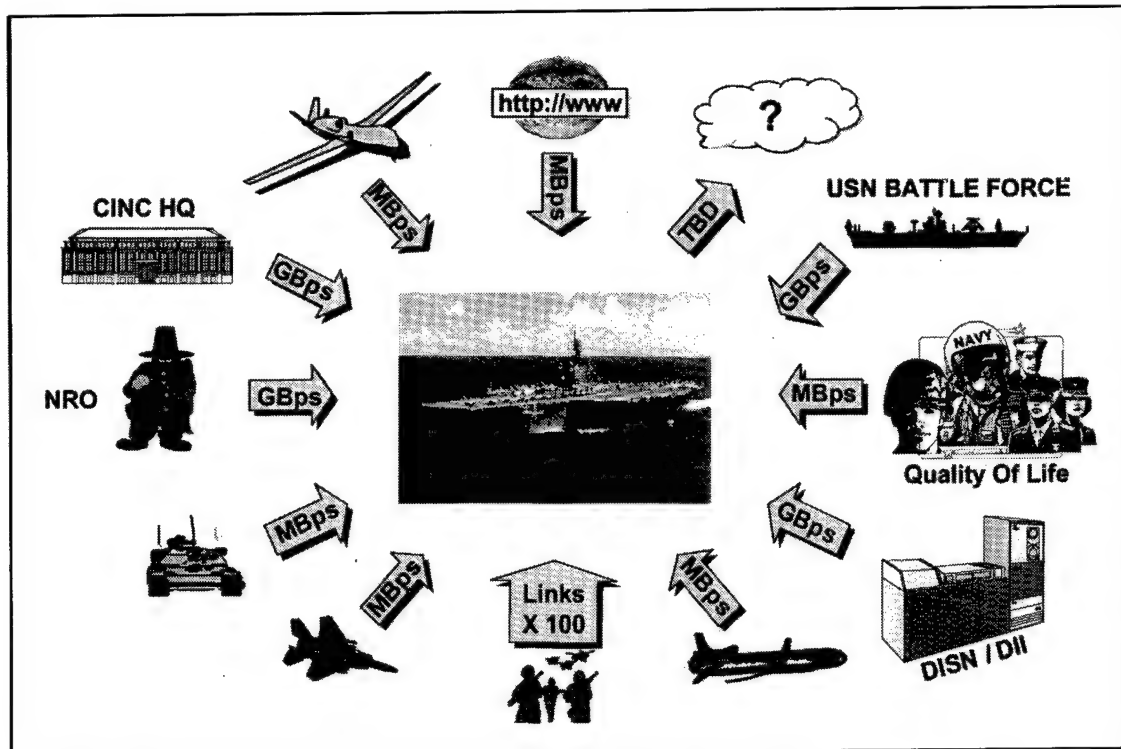 http://www
?
MBps
MBps
TBD
USN BATTLE FORCE
CINC HQ
GBps
GBps
NAVY
NRO
GBps
MBps
Quality Of Life
MBps
GBps
MBps
Links
X 100
MBps
DISN / DII